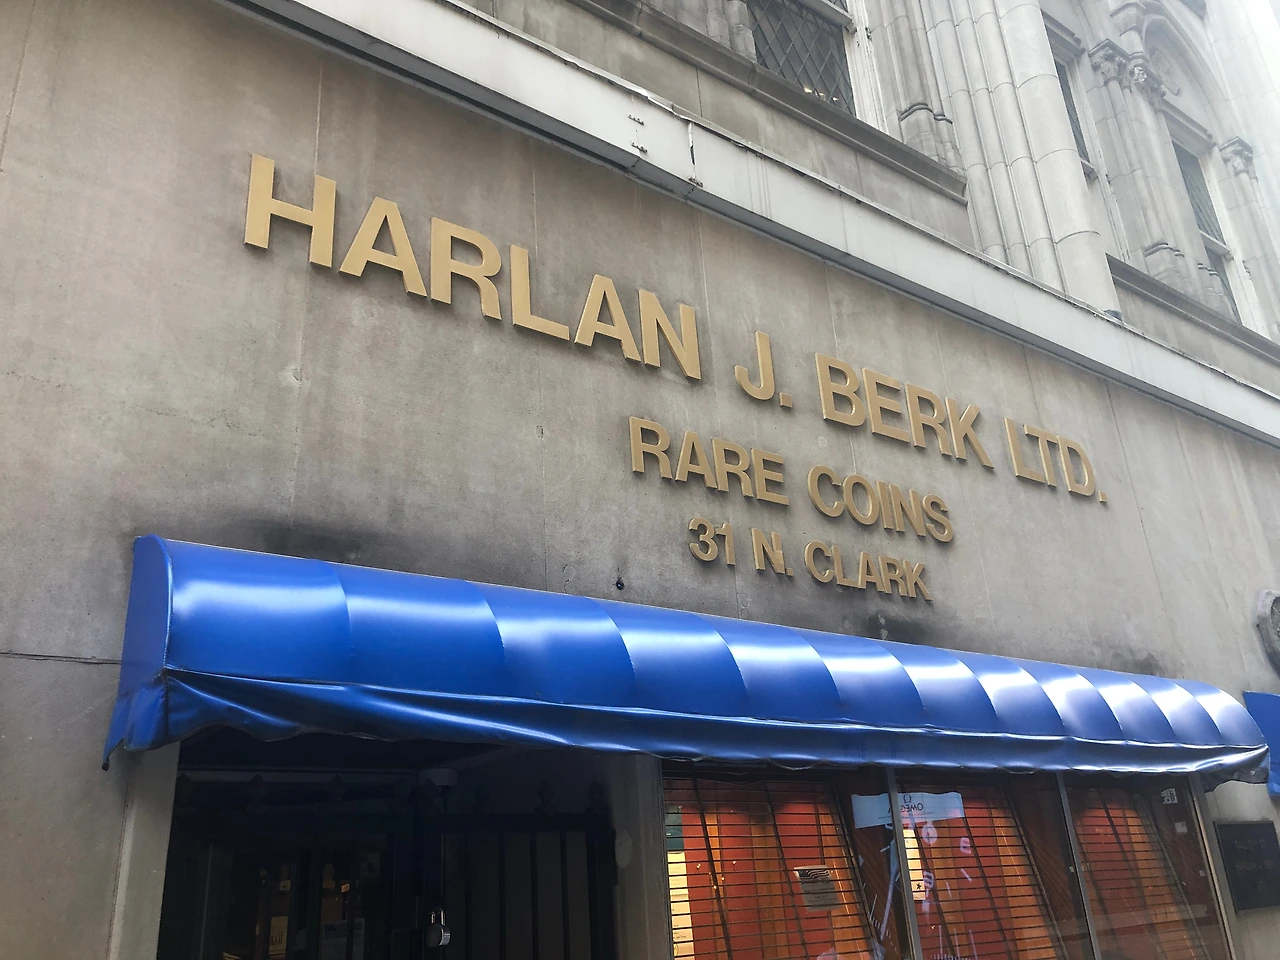 HARLAN J. BERK LTD.
RARE COINS
31 N. CLARK